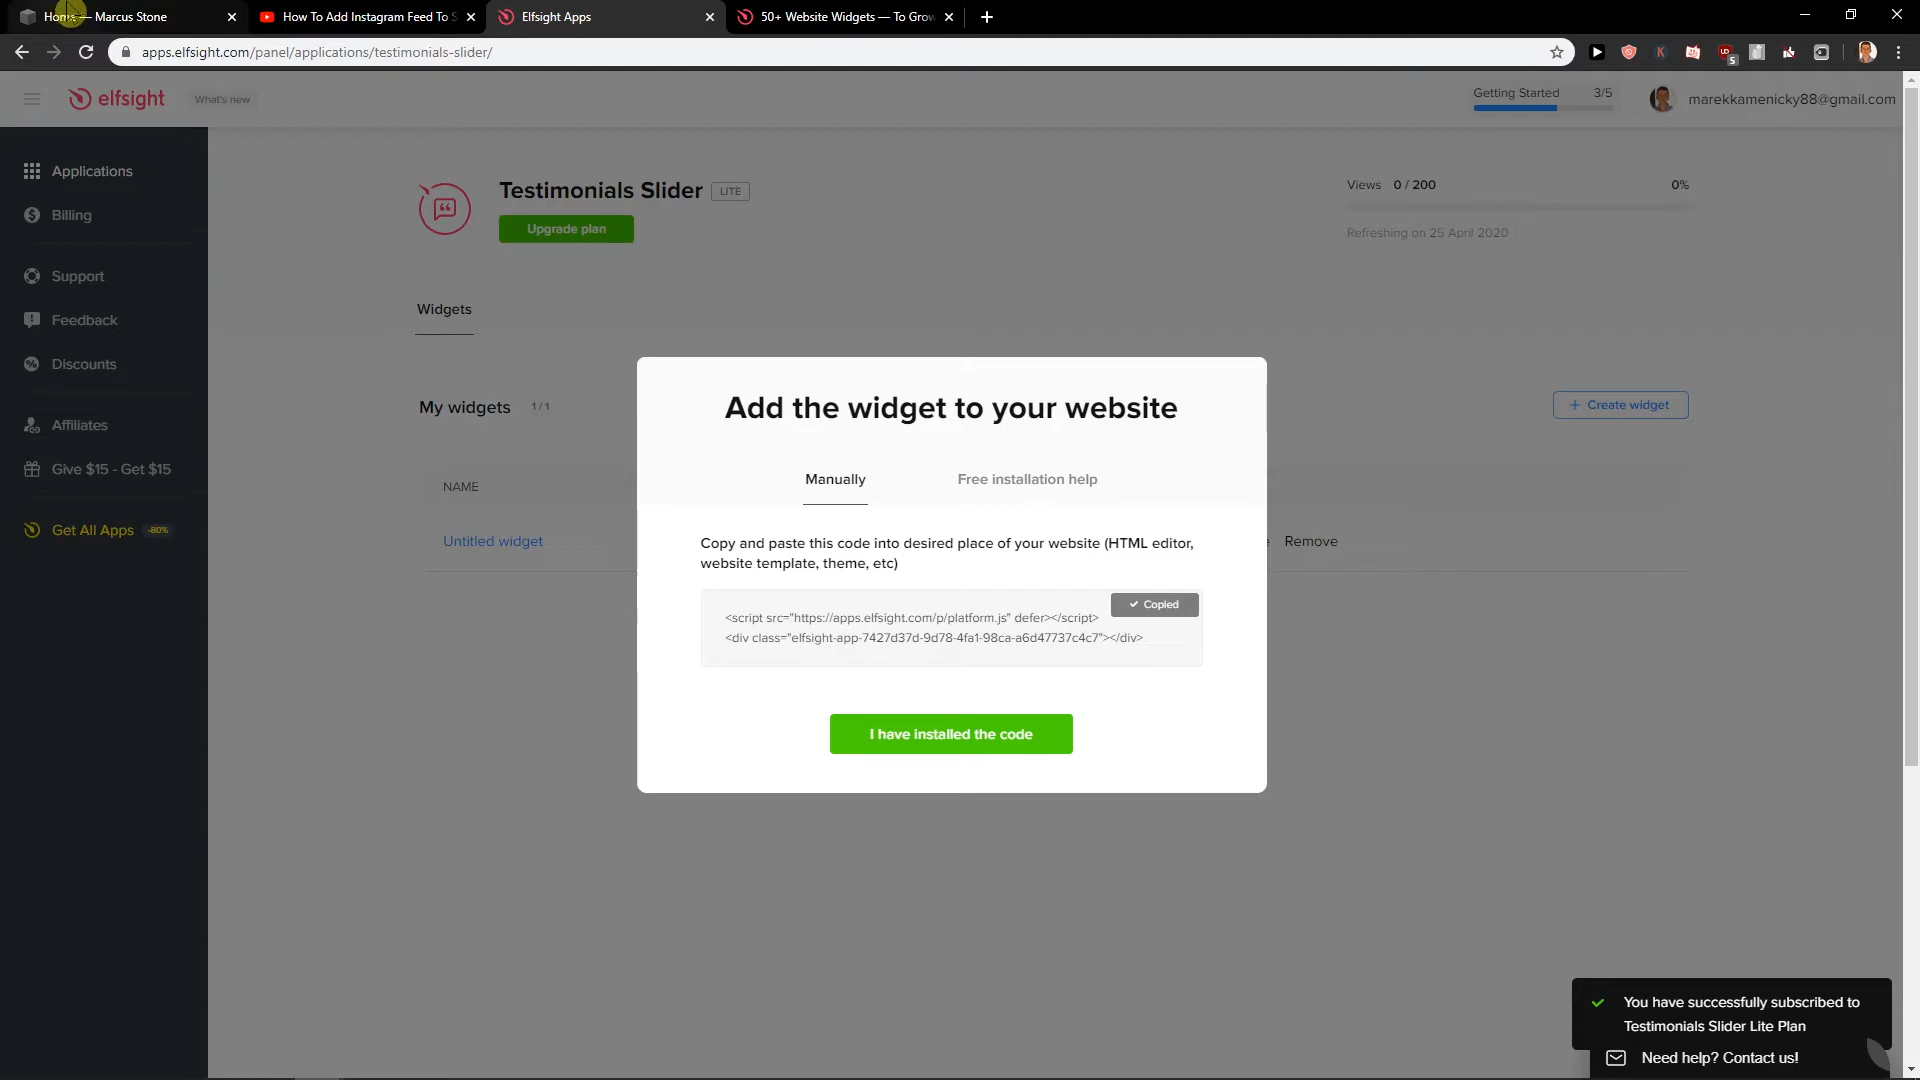 Home — Marcus Stone
How To Add Instagram Feed To S
Elfsight Apps
50+ Website Widgets — To Grow
apps.elfsight.com/panel/applications/testimonials-slider/
5
elfsight
What's new
Getting Started 3/5
marekkamenicky88@gmail.com
Applications
Billing
Support
Feedback
Discounts
Affiliates
Give $15 - Get $15
Get All Apps -80%
Testimonials Slider LITE
Upgrade plan
Views 0 / 200 0%
Refreshing on 25 April 2020
Widgets
My widgets 1 / 1
+ Create widget
NAME
Untitled widget
Remove
Add the widget to your website
Manually
Free installation help
Copy and paste this code into desired place of your website (HTML editor,
website template, theme, etc)
Copied
<script src="https://apps.elfsight.com/p/platform.js" defer></script>
<div class="elfsight-app-7427d37d-9d78-4fa1-98ca-a6d47737c4c7"></div>
I have installed the code
You have successfully subscribed to
Testimonials Slider Lite Plan
Need help? Contact us!